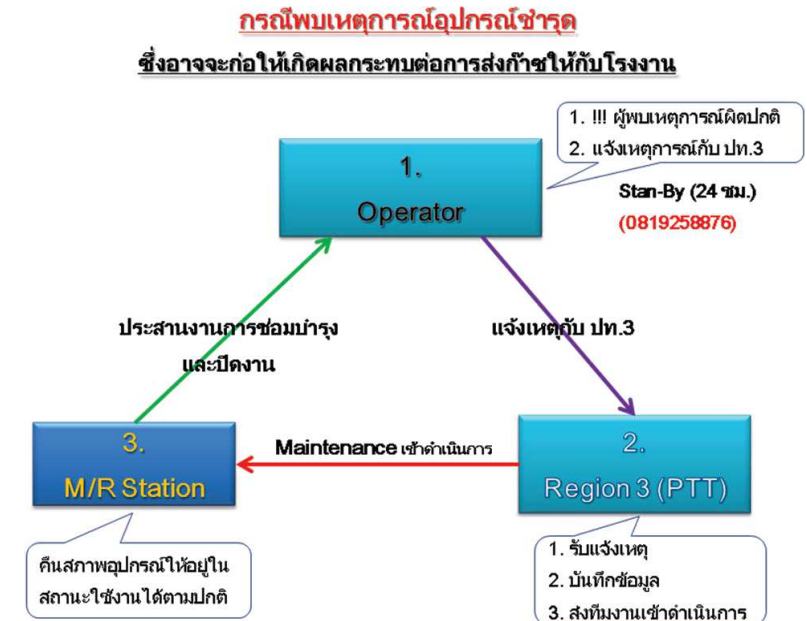 กรณีพบเหตุการณ์อุปกรณ์ชำรุด
ซึ่งอาจจะก่อให้เกิดผลกระทบต่อการส่งก๊าซให้กับโรงงาน
1. !!! ผู้พบเหตุการณ์ผิดปกติ
2. แจ้งเหตุการณ์กับ ปท.3
1.
Operator
Stan-By (24 ชม.)
(0819258876)
ประสานงานการซ่อมบำรุง
และปิดงาน
แจ้งเหตุกับ ปท.3
3.
M/R Station
Maintenance เข้าดำเนินการ
2.
Region 3 (PTT)
คืนสภาพอุปกรณ์ให้อยู่ใน
สถานะใช้งานได้ตามปกติ
1. รับแจ้งเหตุ
2. บันทึกข้อมูล
3. ส่งทีมงานเข้าดำเนินการ